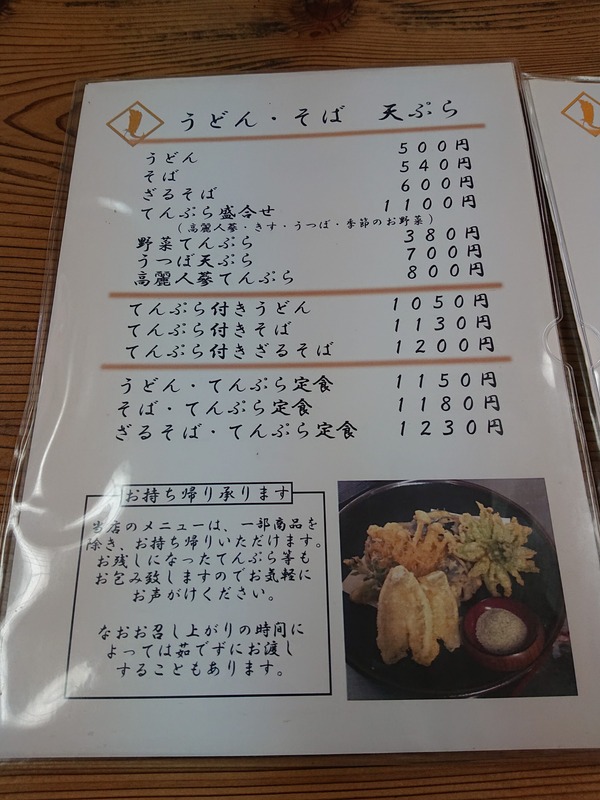 うどん・そば　天ぷら
うどん　５００円
そば　５４０円
ざるそば　６００円
てんぷら盛合せ　１１００円
（高麗人蔘・きす・うつぼ・季節のお野菜）
野菜てんぷら　３８０円
うつぼ天ぷら　７００円
高麗人蔘てんぷら　８００円
てんぷら付きうどん　１０５０円
てんぷら付きそば　１１３０円
てんぷら付きざるそば　１２００円
うどん・てんぷら定食　１１５０円
そば・てんぷら定食　１１８０円
ざるそば・てんぷら定食　１２３０円
お持ち帰り承ります
当店のメニューは、一部商品を
除き、お持ち帰りいただけます。
お残しになったてんぷら等も
お包み致しますのでお気軽に
お声がけください。
なおお召し上がりの時間に
よっては茹でずにお渡し
することもあります。